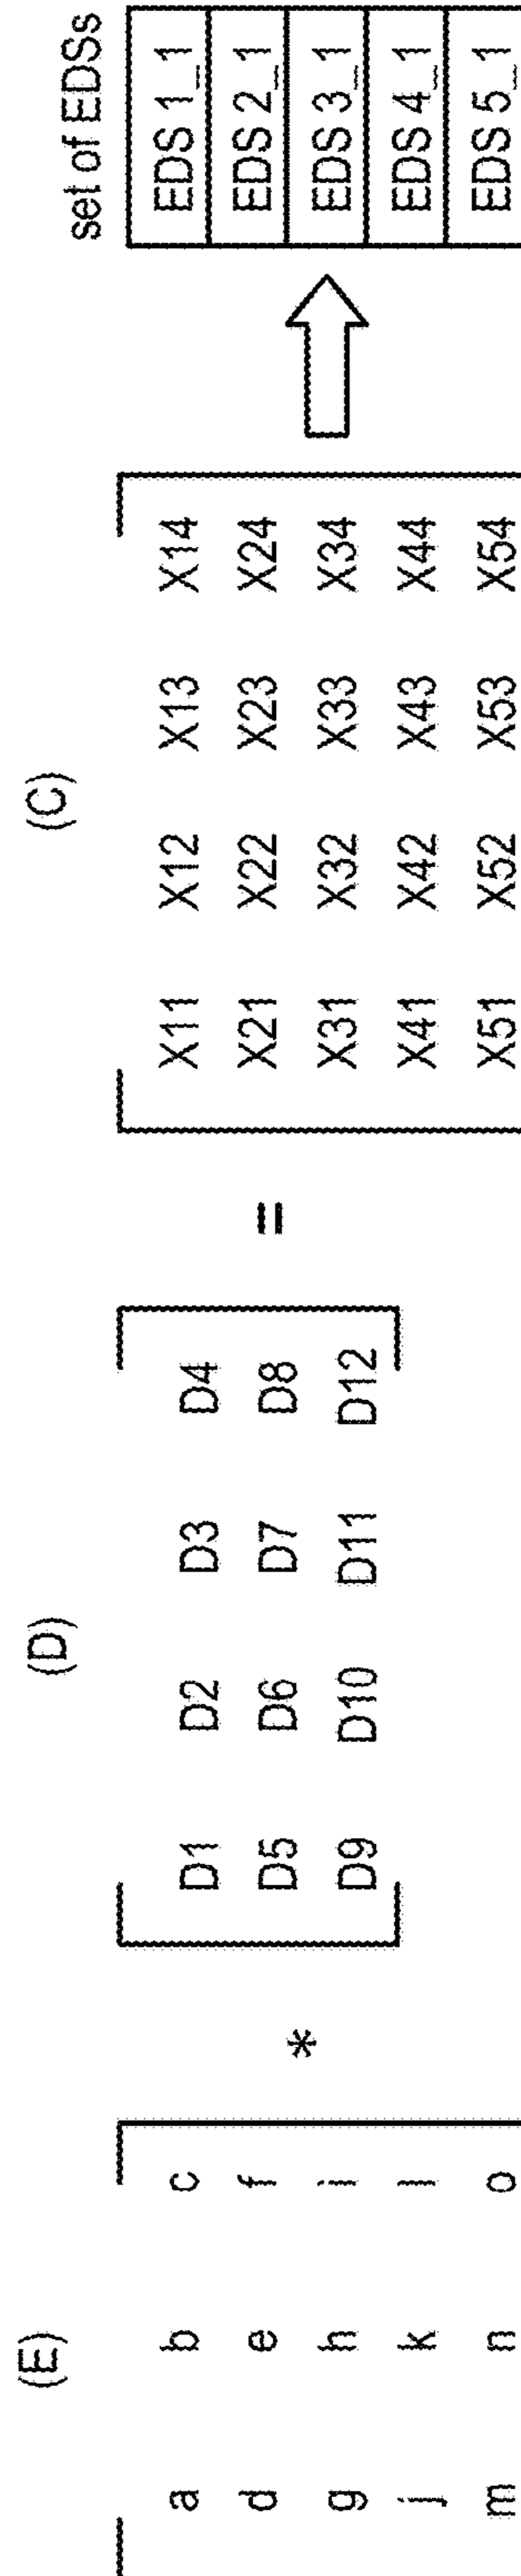 (E) (D) (C) set of EDSs
a b c D1 D2 D3 D4 X11 X12 X13 X14 EDS 1_1
d e f * D5 D6 D7 D8 = X21 X22 X23 X24 EDS 2_1
g h i D9 D10 D11 D12 X31 X32 X33 X34 EDS 3_1
j k l X41 X42 X43 X44 EDS 4_1
m n o X51 X52 X53 X54 EDS 5_1